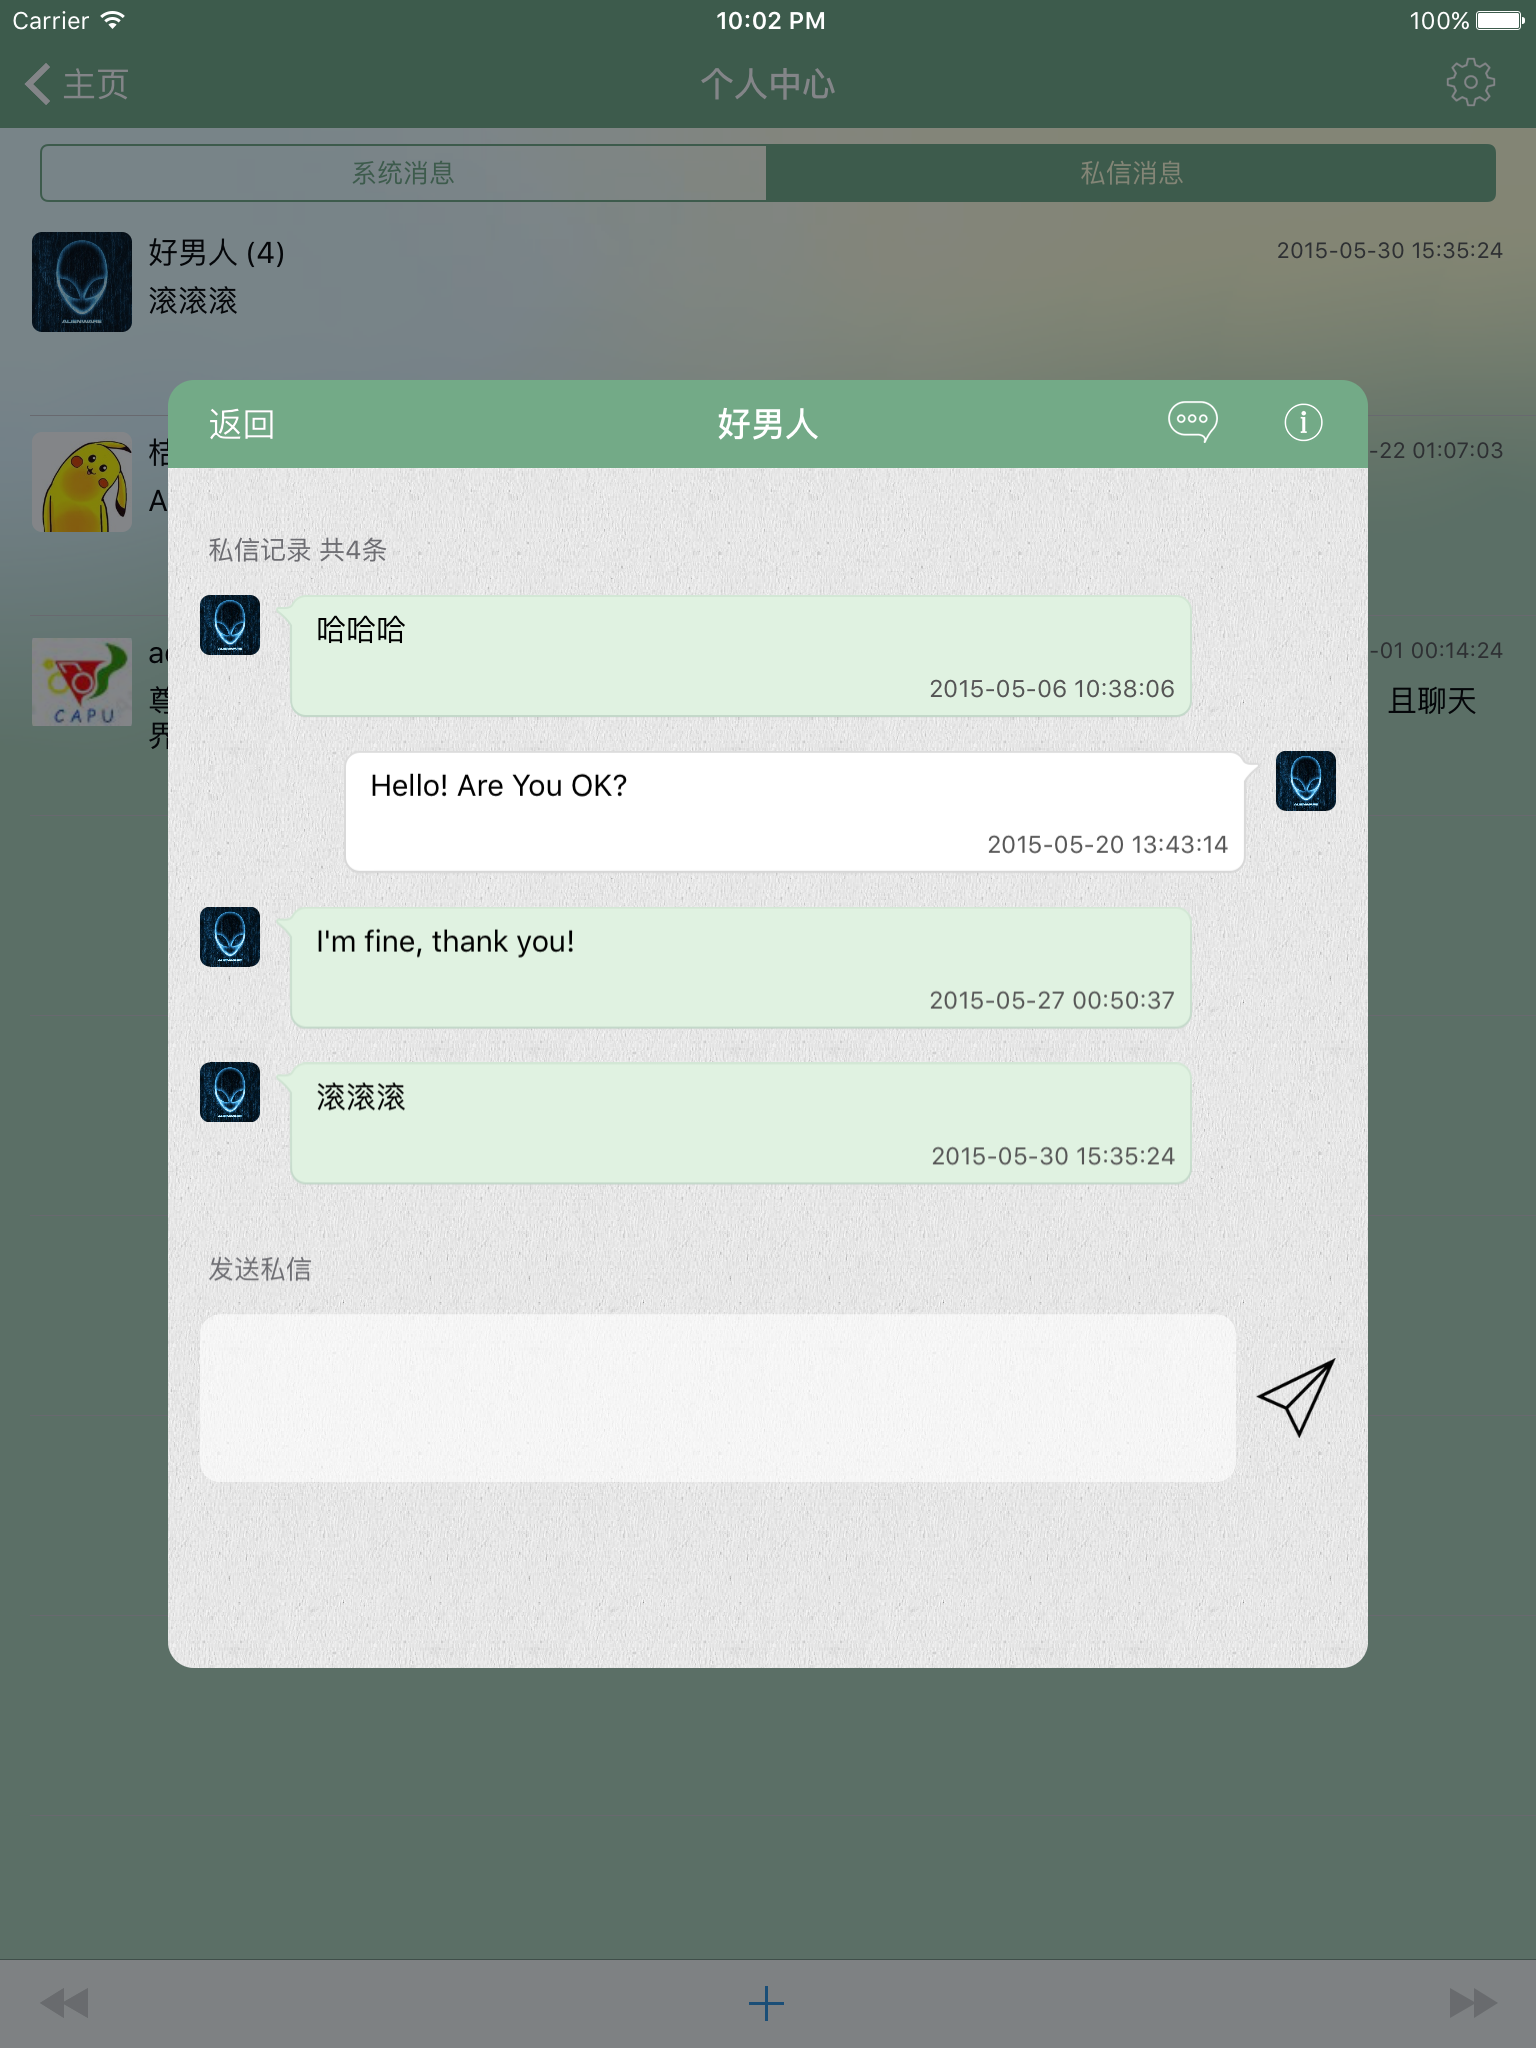 Carrier 10:02 PM 100%
主页 个人中心
系统消息 私信消息
好男人 (4) 2015-05-30 15:35:24
滚滚滚
返回 好男人
桔 -22 01:07:03
A
私信记录 共4条
哈哈哈
2015-05-06 10:38:06
-01 00:14:24
尊 且聊天
CAPU
界
Hello! Are You OK?
2015-05-20 13:43:14
I'm fine, thank you!
2015-05-27 00:50:37
滚滚滚
2015-05-30 15:35:24
发送私信